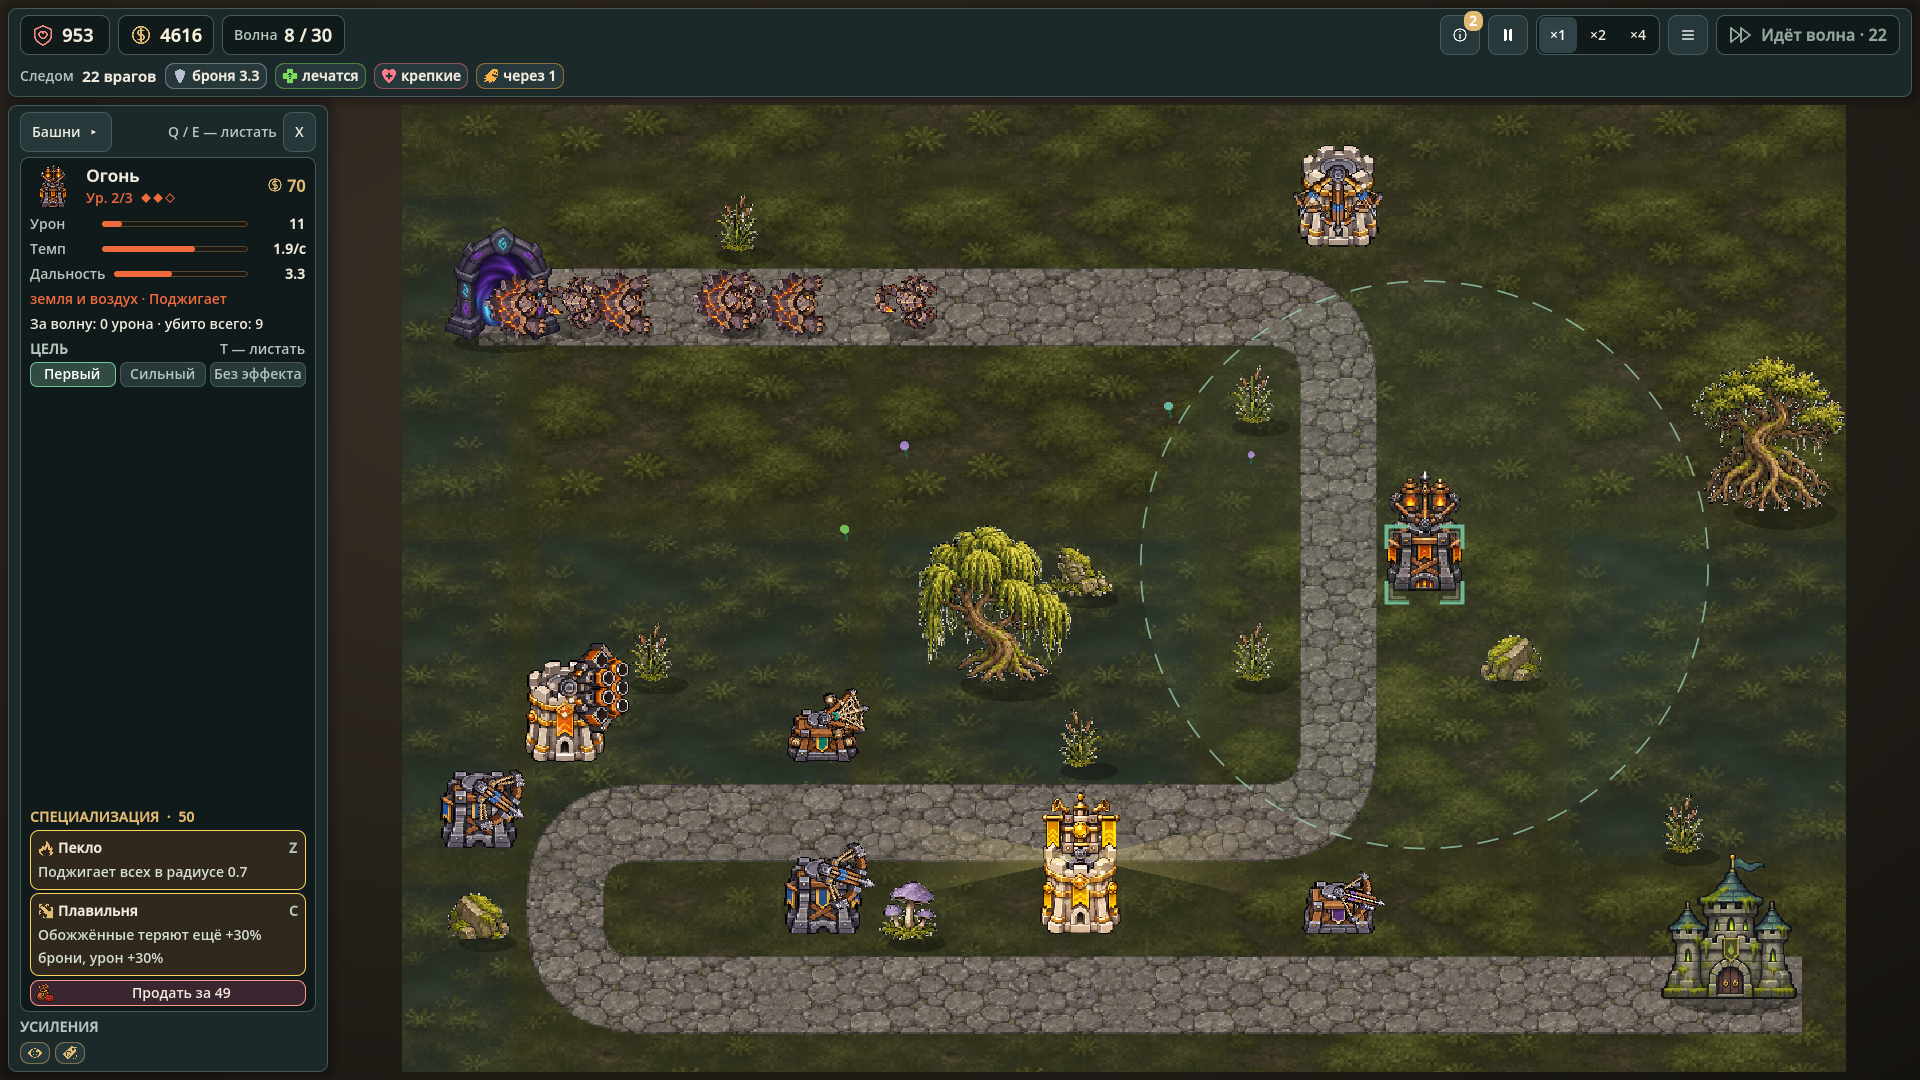 953
4616
Волна 8 / 30
2
×1
×2
×4
Идёт волна · 22
Следом 22 врагов
броня 3.3
лечатся
крепкие
через 1
Башни
Q / E — листать
X
Огонь
70
Ур. 2/3
Урон 11
Темп 1.9/с
Дальность 3.3
земля и воздух · Поджигает
За волну: 0 урона · убито всего: 9
ЦЕЛЬ
T — листать
Первый
Сильный
Без эффекта
СПЕЦИАЛИЗАЦИЯ · 50
Пекло Z
Поджигает всех в радиусе 0.7
Плавильня C
Обожжённые теряют ещё +30%
брони, урон +30%
Продать за 49
УСИЛЕНИЯ